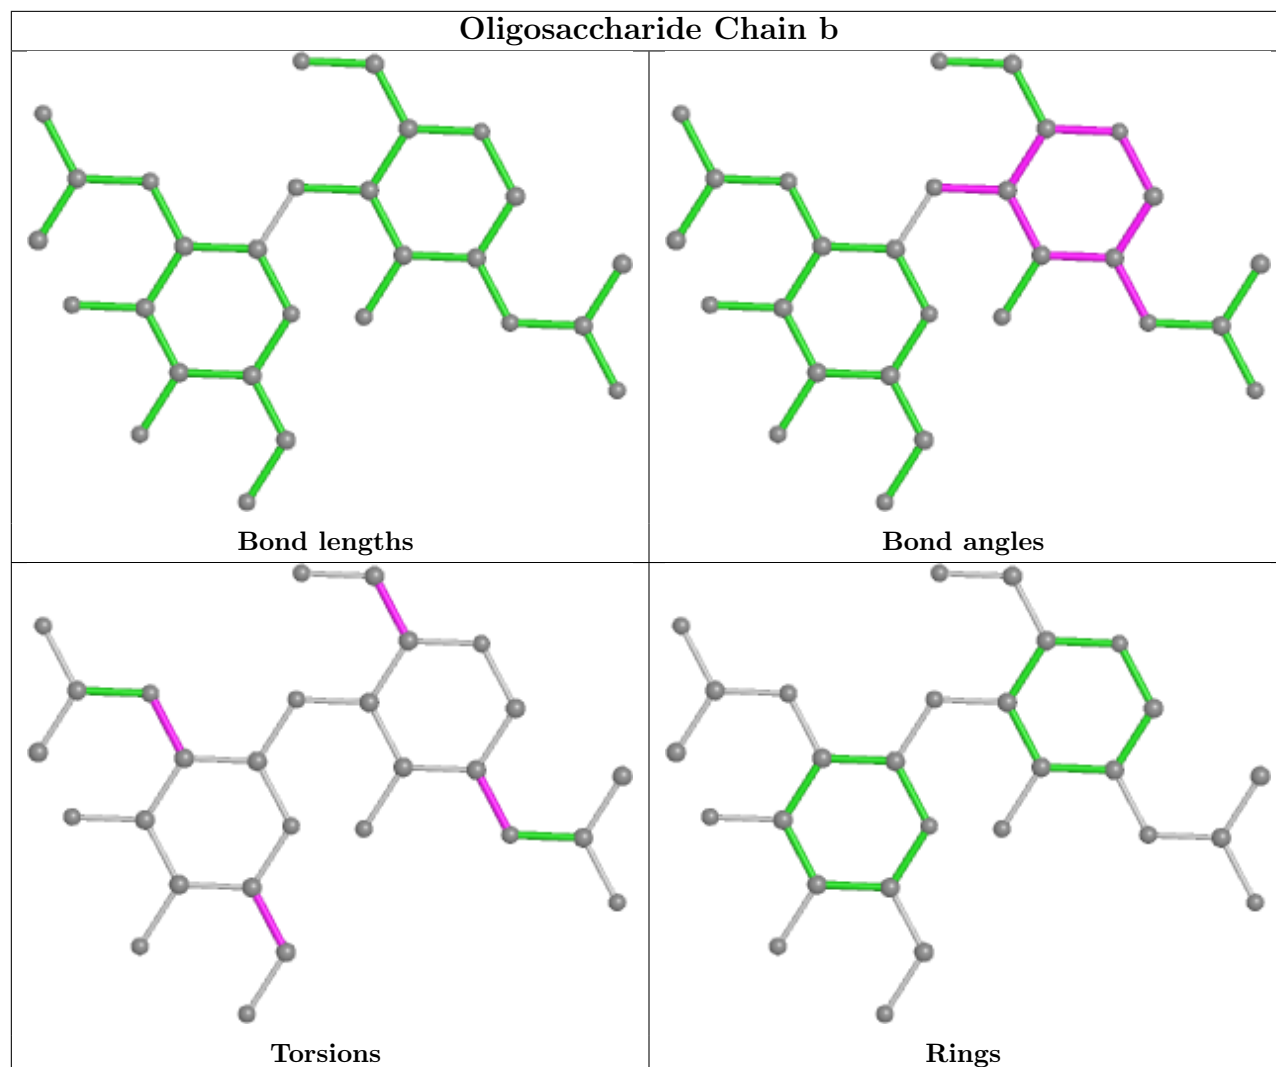 Oligosaccharide Chain b
Bond lengths
Bond angles
Torsions
Rings